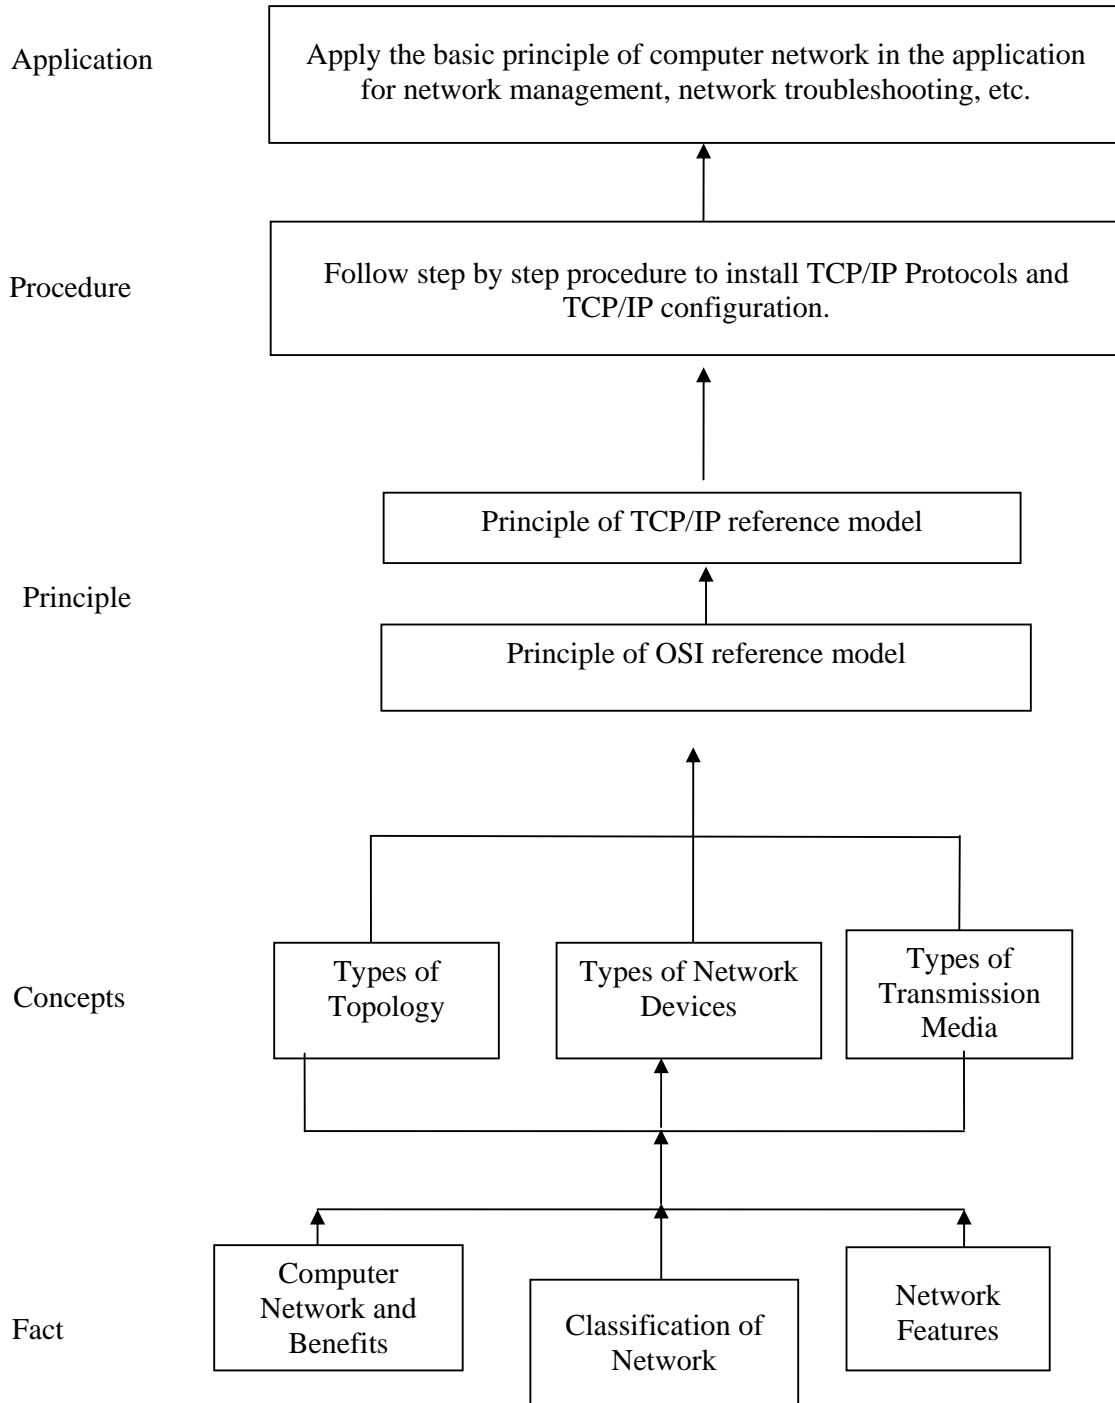 Application
Apply the basic principle of computer network in the application
for network management, network troubleshooting, etc.
Procedure
Follow step by step procedure to install TCP/IP Protocols and
TCP/IP configuration.
Principle of TCP/IP reference model
Principle
Principle of OSI reference model
Concepts
Types of
Topology
Types of Network
Devices
Types of
Transmission
Media
Fact
Computer
Network and
Benefits
Classification of
Network
Network
Features